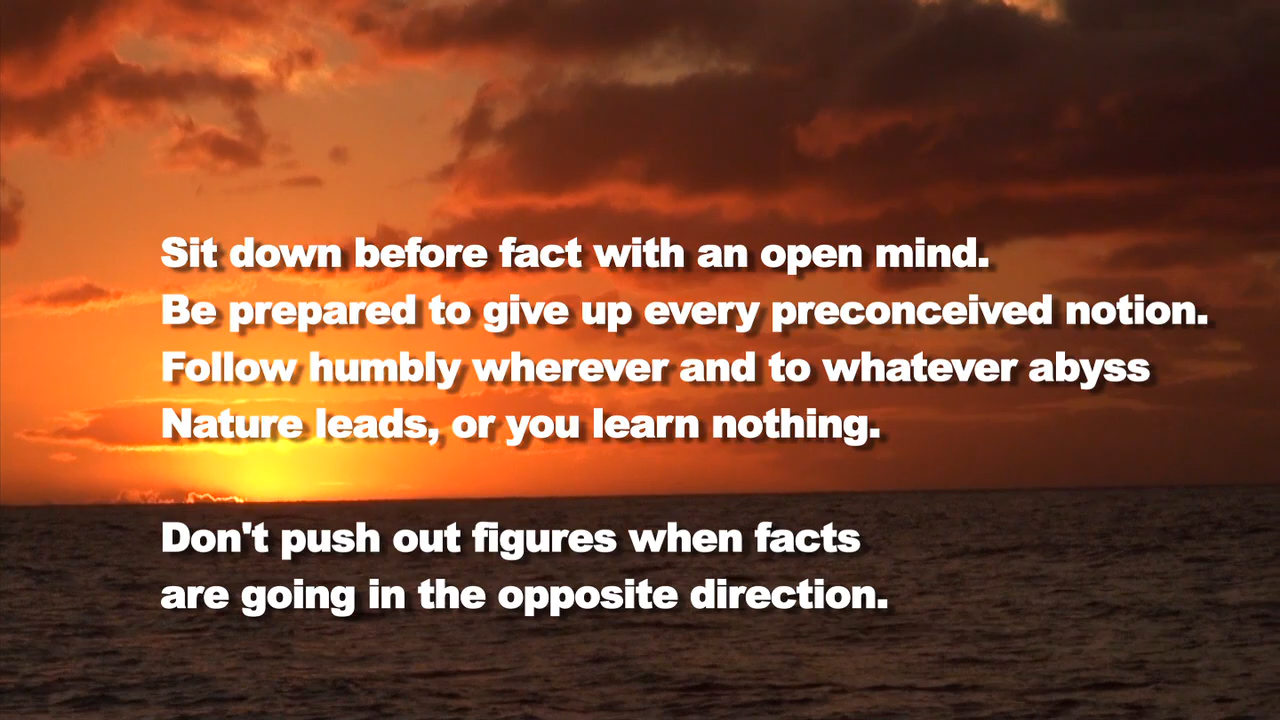 Sit down before fact with an open mind.
Be prepared to give up every preconceived notion.
Follow humbly wherever and to whatever abyss
Nature leads, or you learn nothing.
Don't push out figures when facts
are going in the opposite direction.